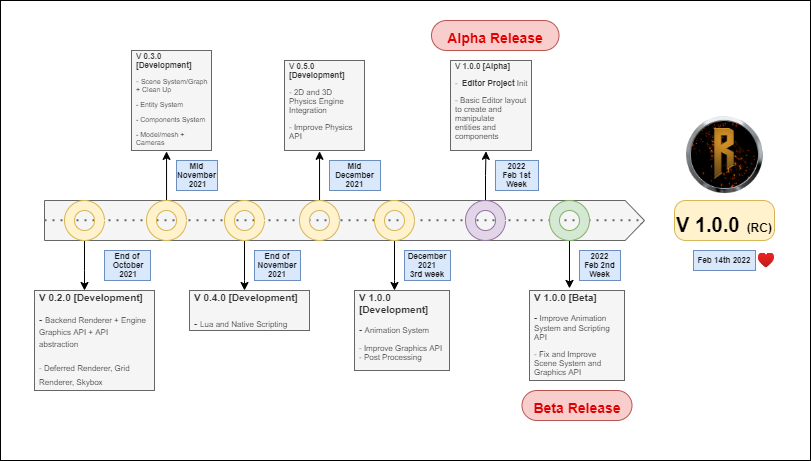 Alpha Release
V 0.3.0
[Development]
- Scene System/Graph
+ Clean Up
- Entity System
- Components System
- Model/mesh +
Cameras
V 0.5.0
[Development]
- 2D and 3D
Physics Engine
Integration
- Improve Physics
API
V 1.0.0 [Alpha]
- Editor Project Init
- Basic Editor layout
to create and
manipulate
entities and
components
Mid
November
2021
Mid
December
2021
2022
Feb 1st
Week
R
V 1.0.0 (RC)
Feb 14th 2022
End of
October
2021
End of
November
2021
December
2021
3rd week
2022
Feb 2nd
Week
V 0.2.0 [Development]
- Backend Renderer + Engine
Graphics API + API
abstraction
- Deferred Renderer, Grid
Renderer, Skybox
V 0.4.0 [Development]
- Lua and Native Scripting
V 1.0.0
[Development]
- Animation System
- Improve Graphics API
- Post Processing
V 1.0.0 [Beta]
- Improve Animation
System and Scripting
API
- Fix and Improve
Scene System and
Graphics API
Beta Release